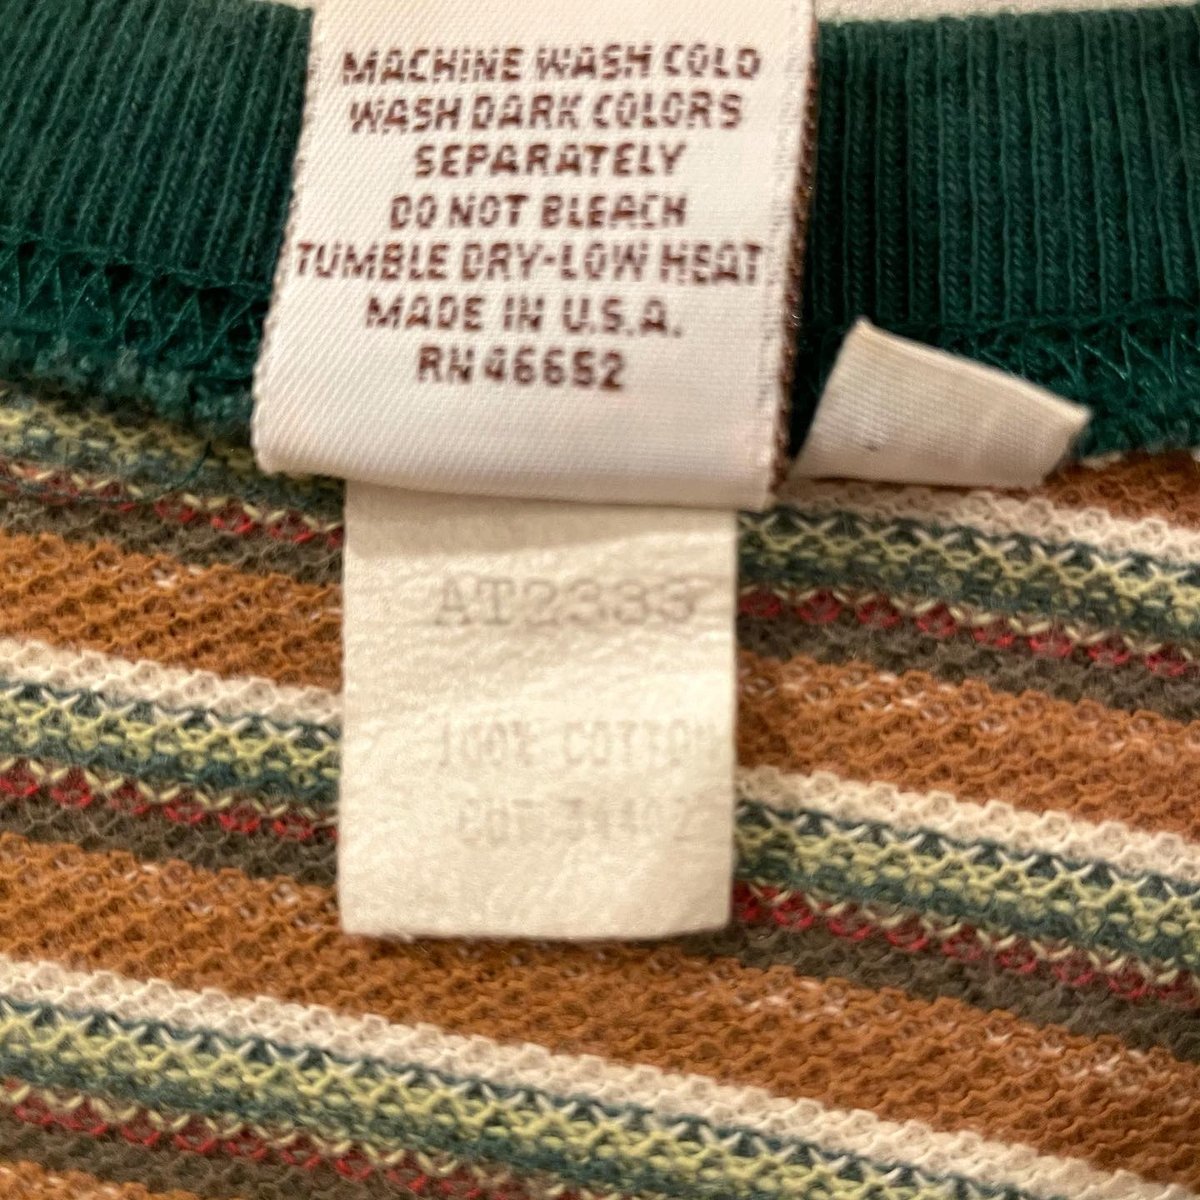 MACHINE WASH COLD
WASH DARK COLORS
SEPARATELY
DO NOT BLEACH
TUMBLE DRY-LOW HEAT
MADE IN U.S.A.
RN 46652
AT2333
100% COTTON
CUT